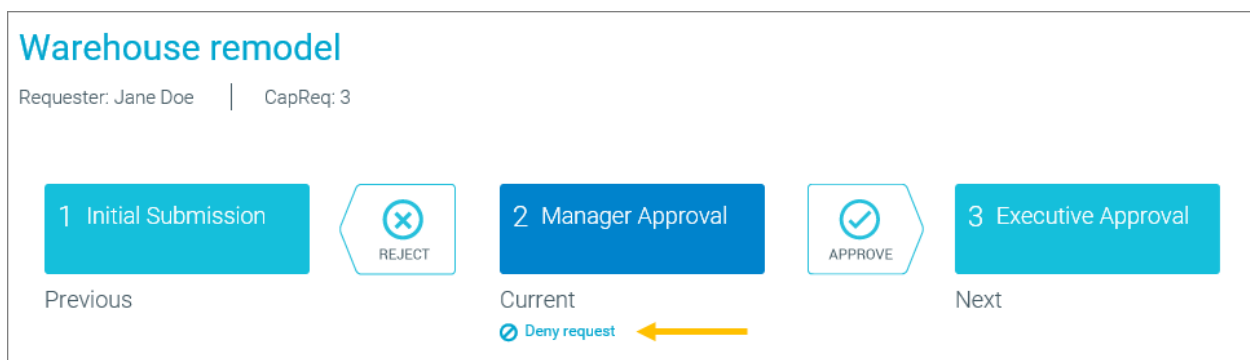 Warehouse remodel
Requester: Jane Doe | CapReq: 3
1 Initial Submission
REJECT
2 Manager Approval
APPROVE
3 Executive Approval
Previous
Current
Next
Deny request